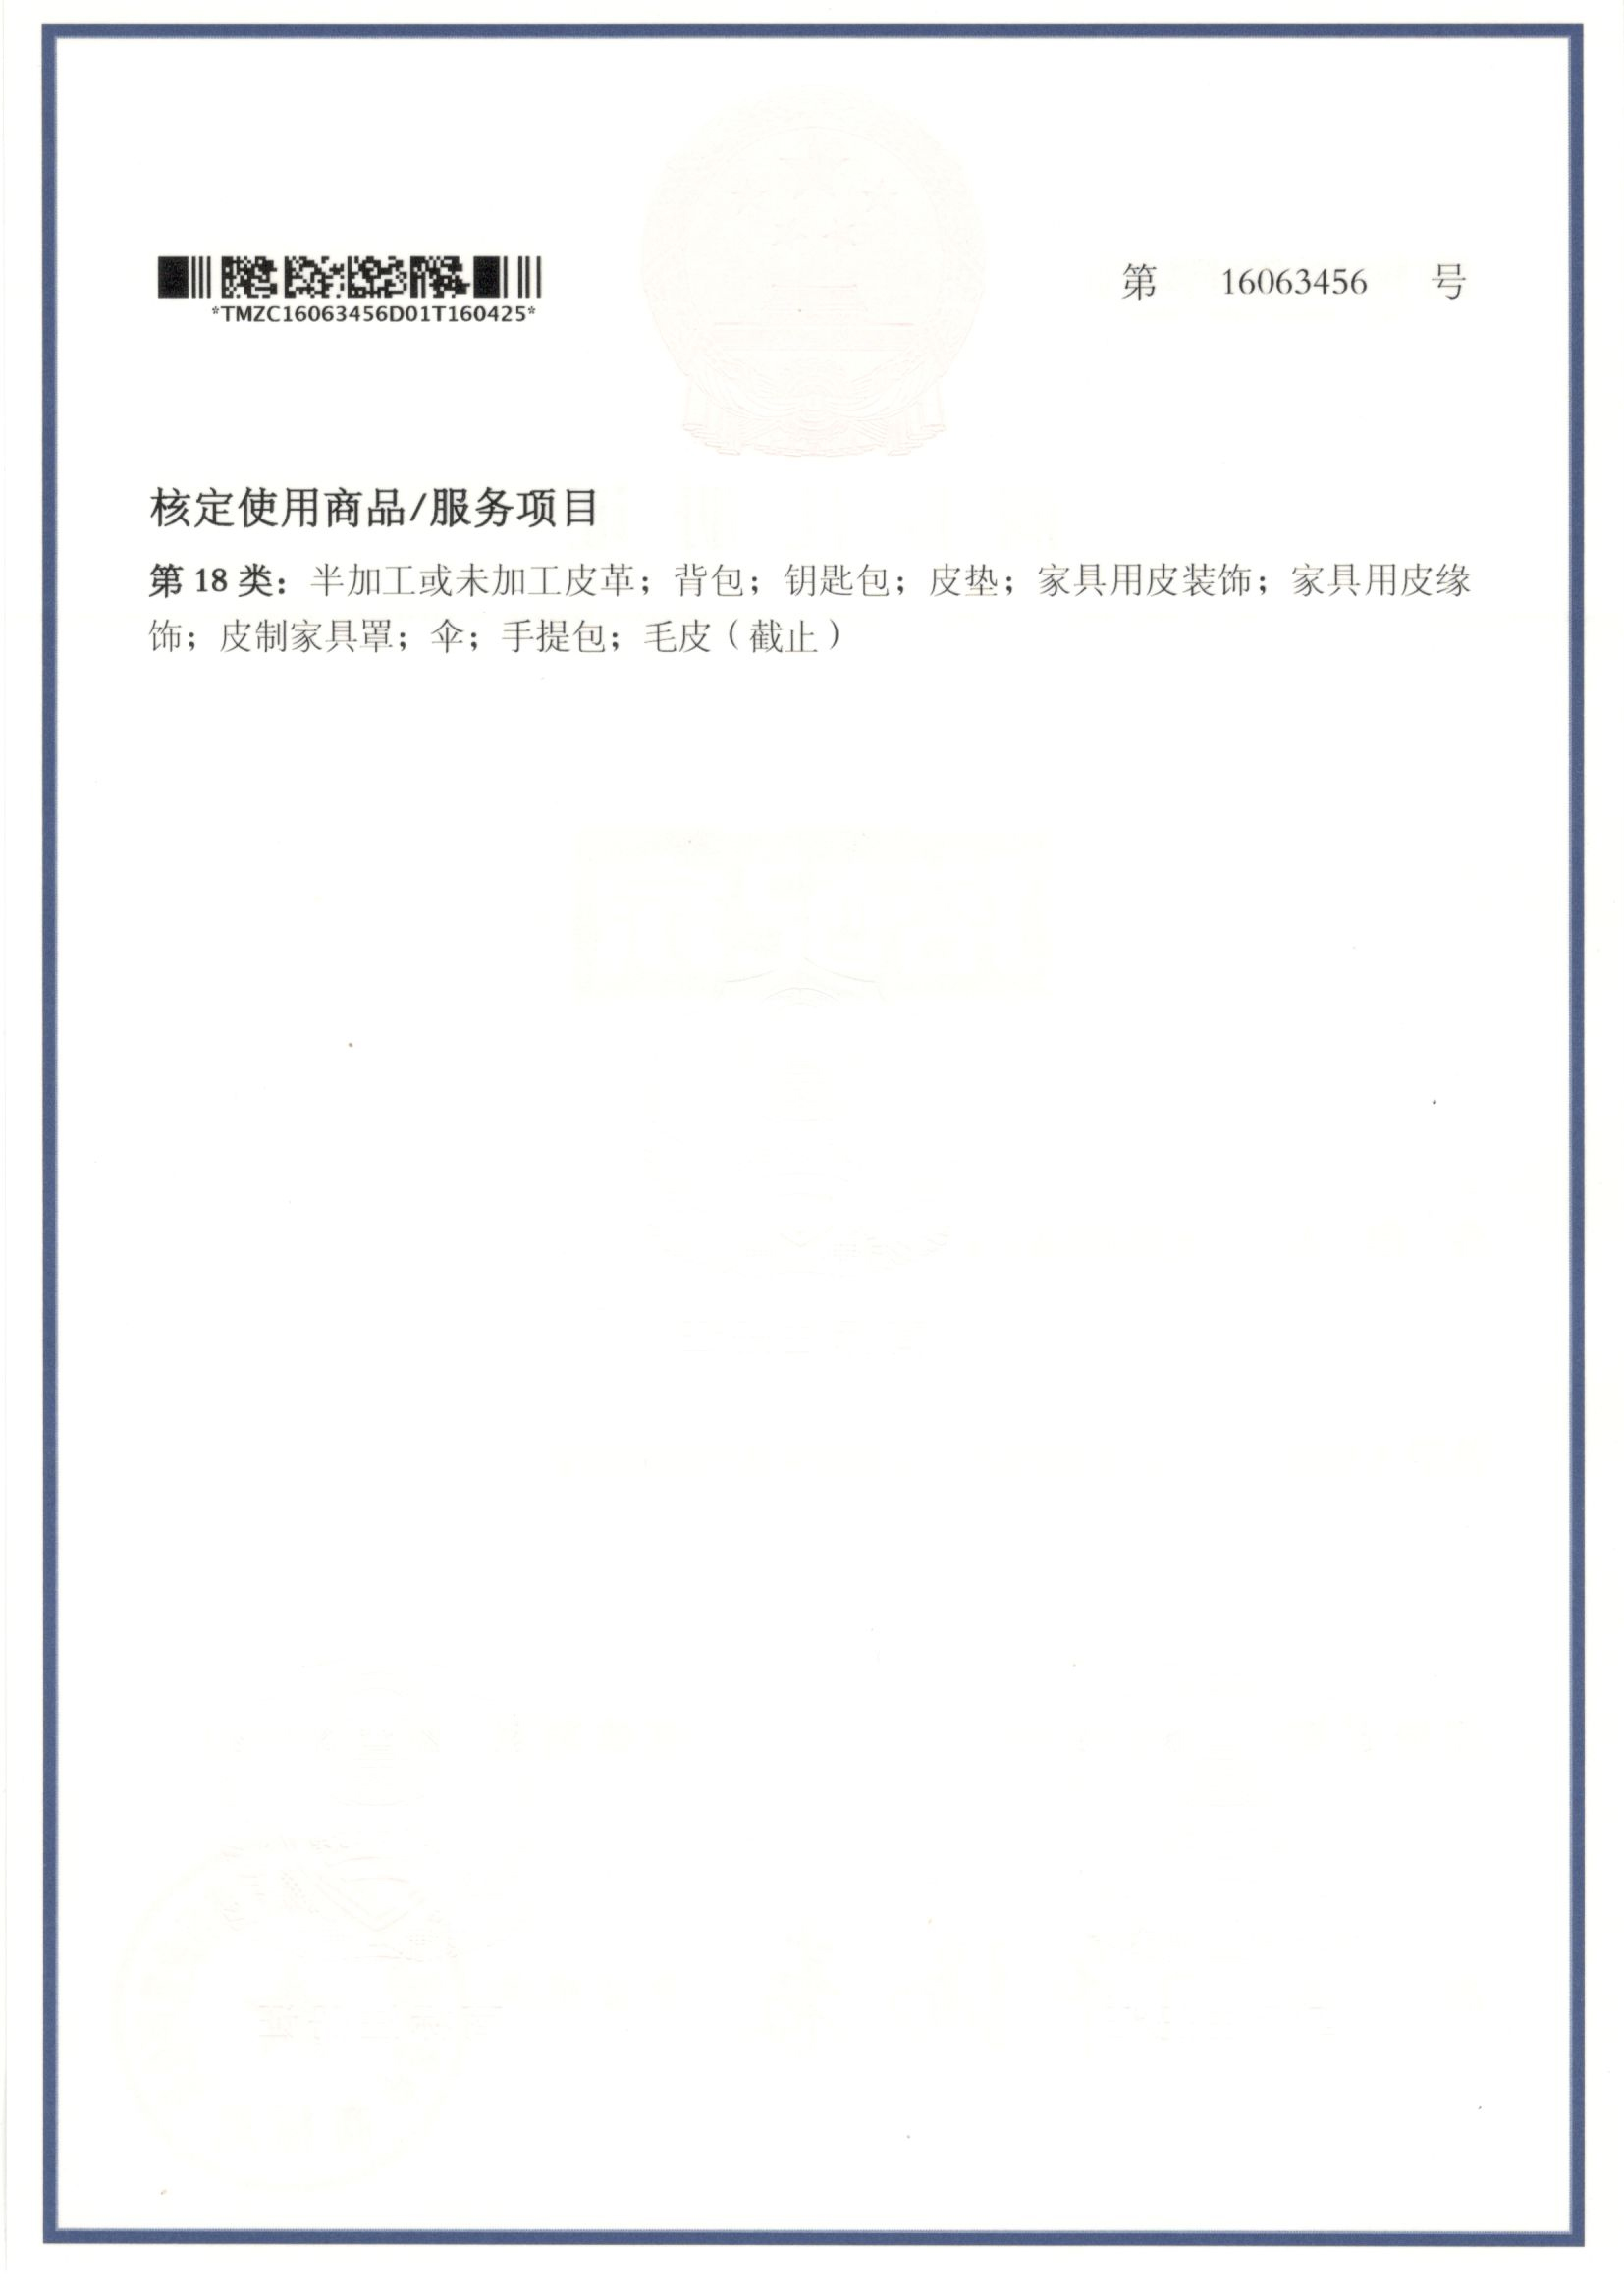 第 16063456 号
*TMZC16063456D01T160425*
核定使用商品/服务项目
第 18 类：半加工或未加工皮革；背包；钥匙包；皮垫；家具用皮装饰；家具用皮缘
饰；皮制家具罩；伞；手提包；毛皮（截止）